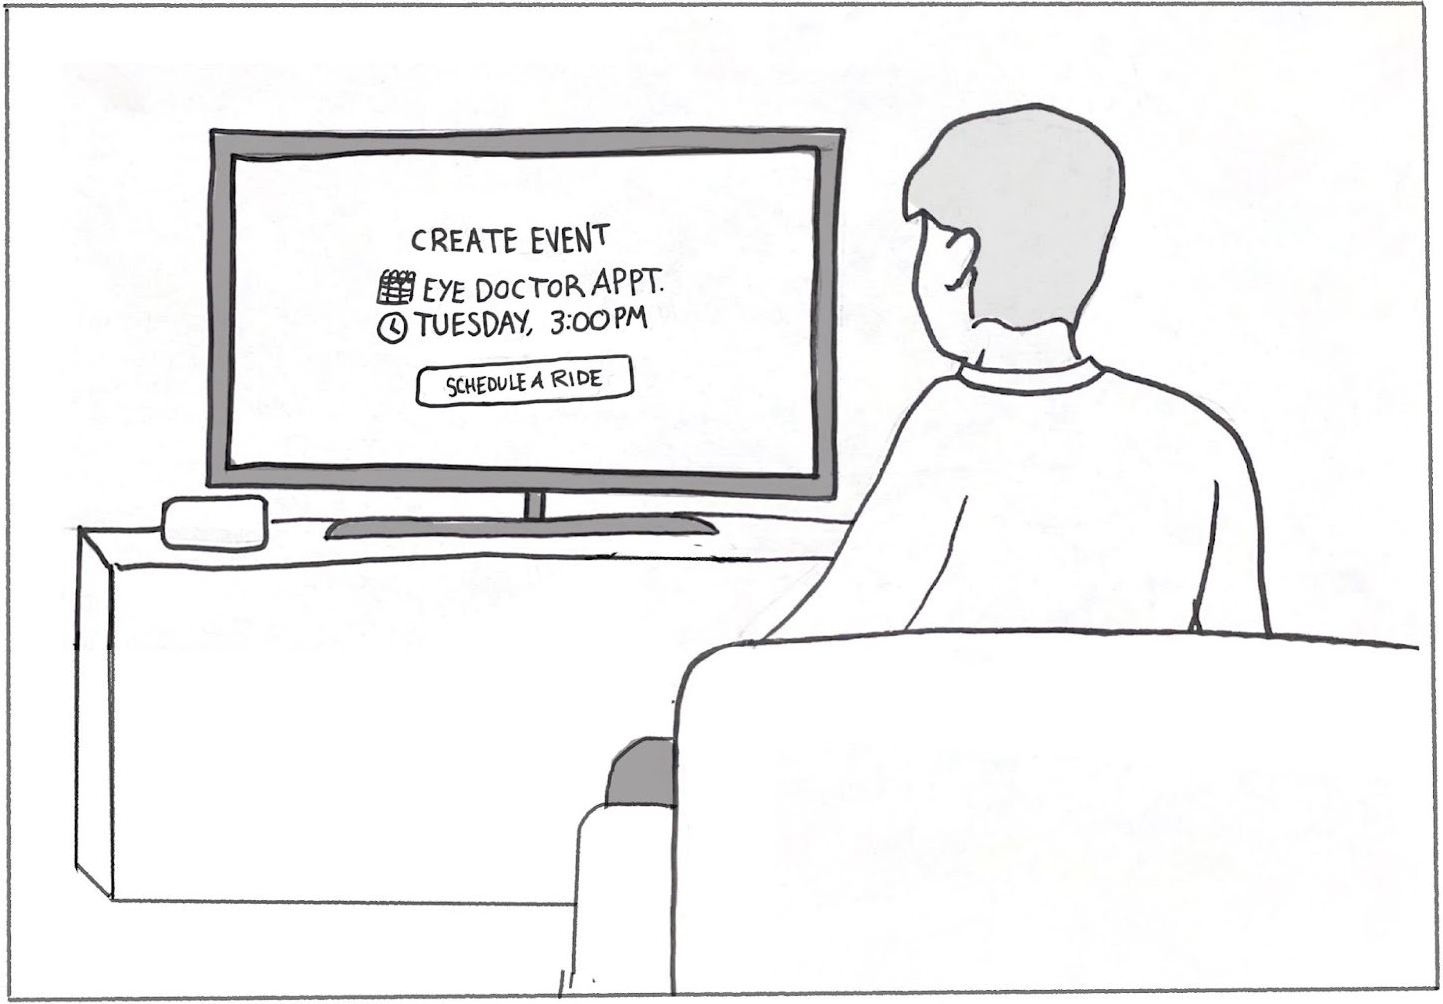 CREATE EVENT
EYE DOCTOR APPT.
TUESDAY, 3:00PM
SCHEDULE A RIDE